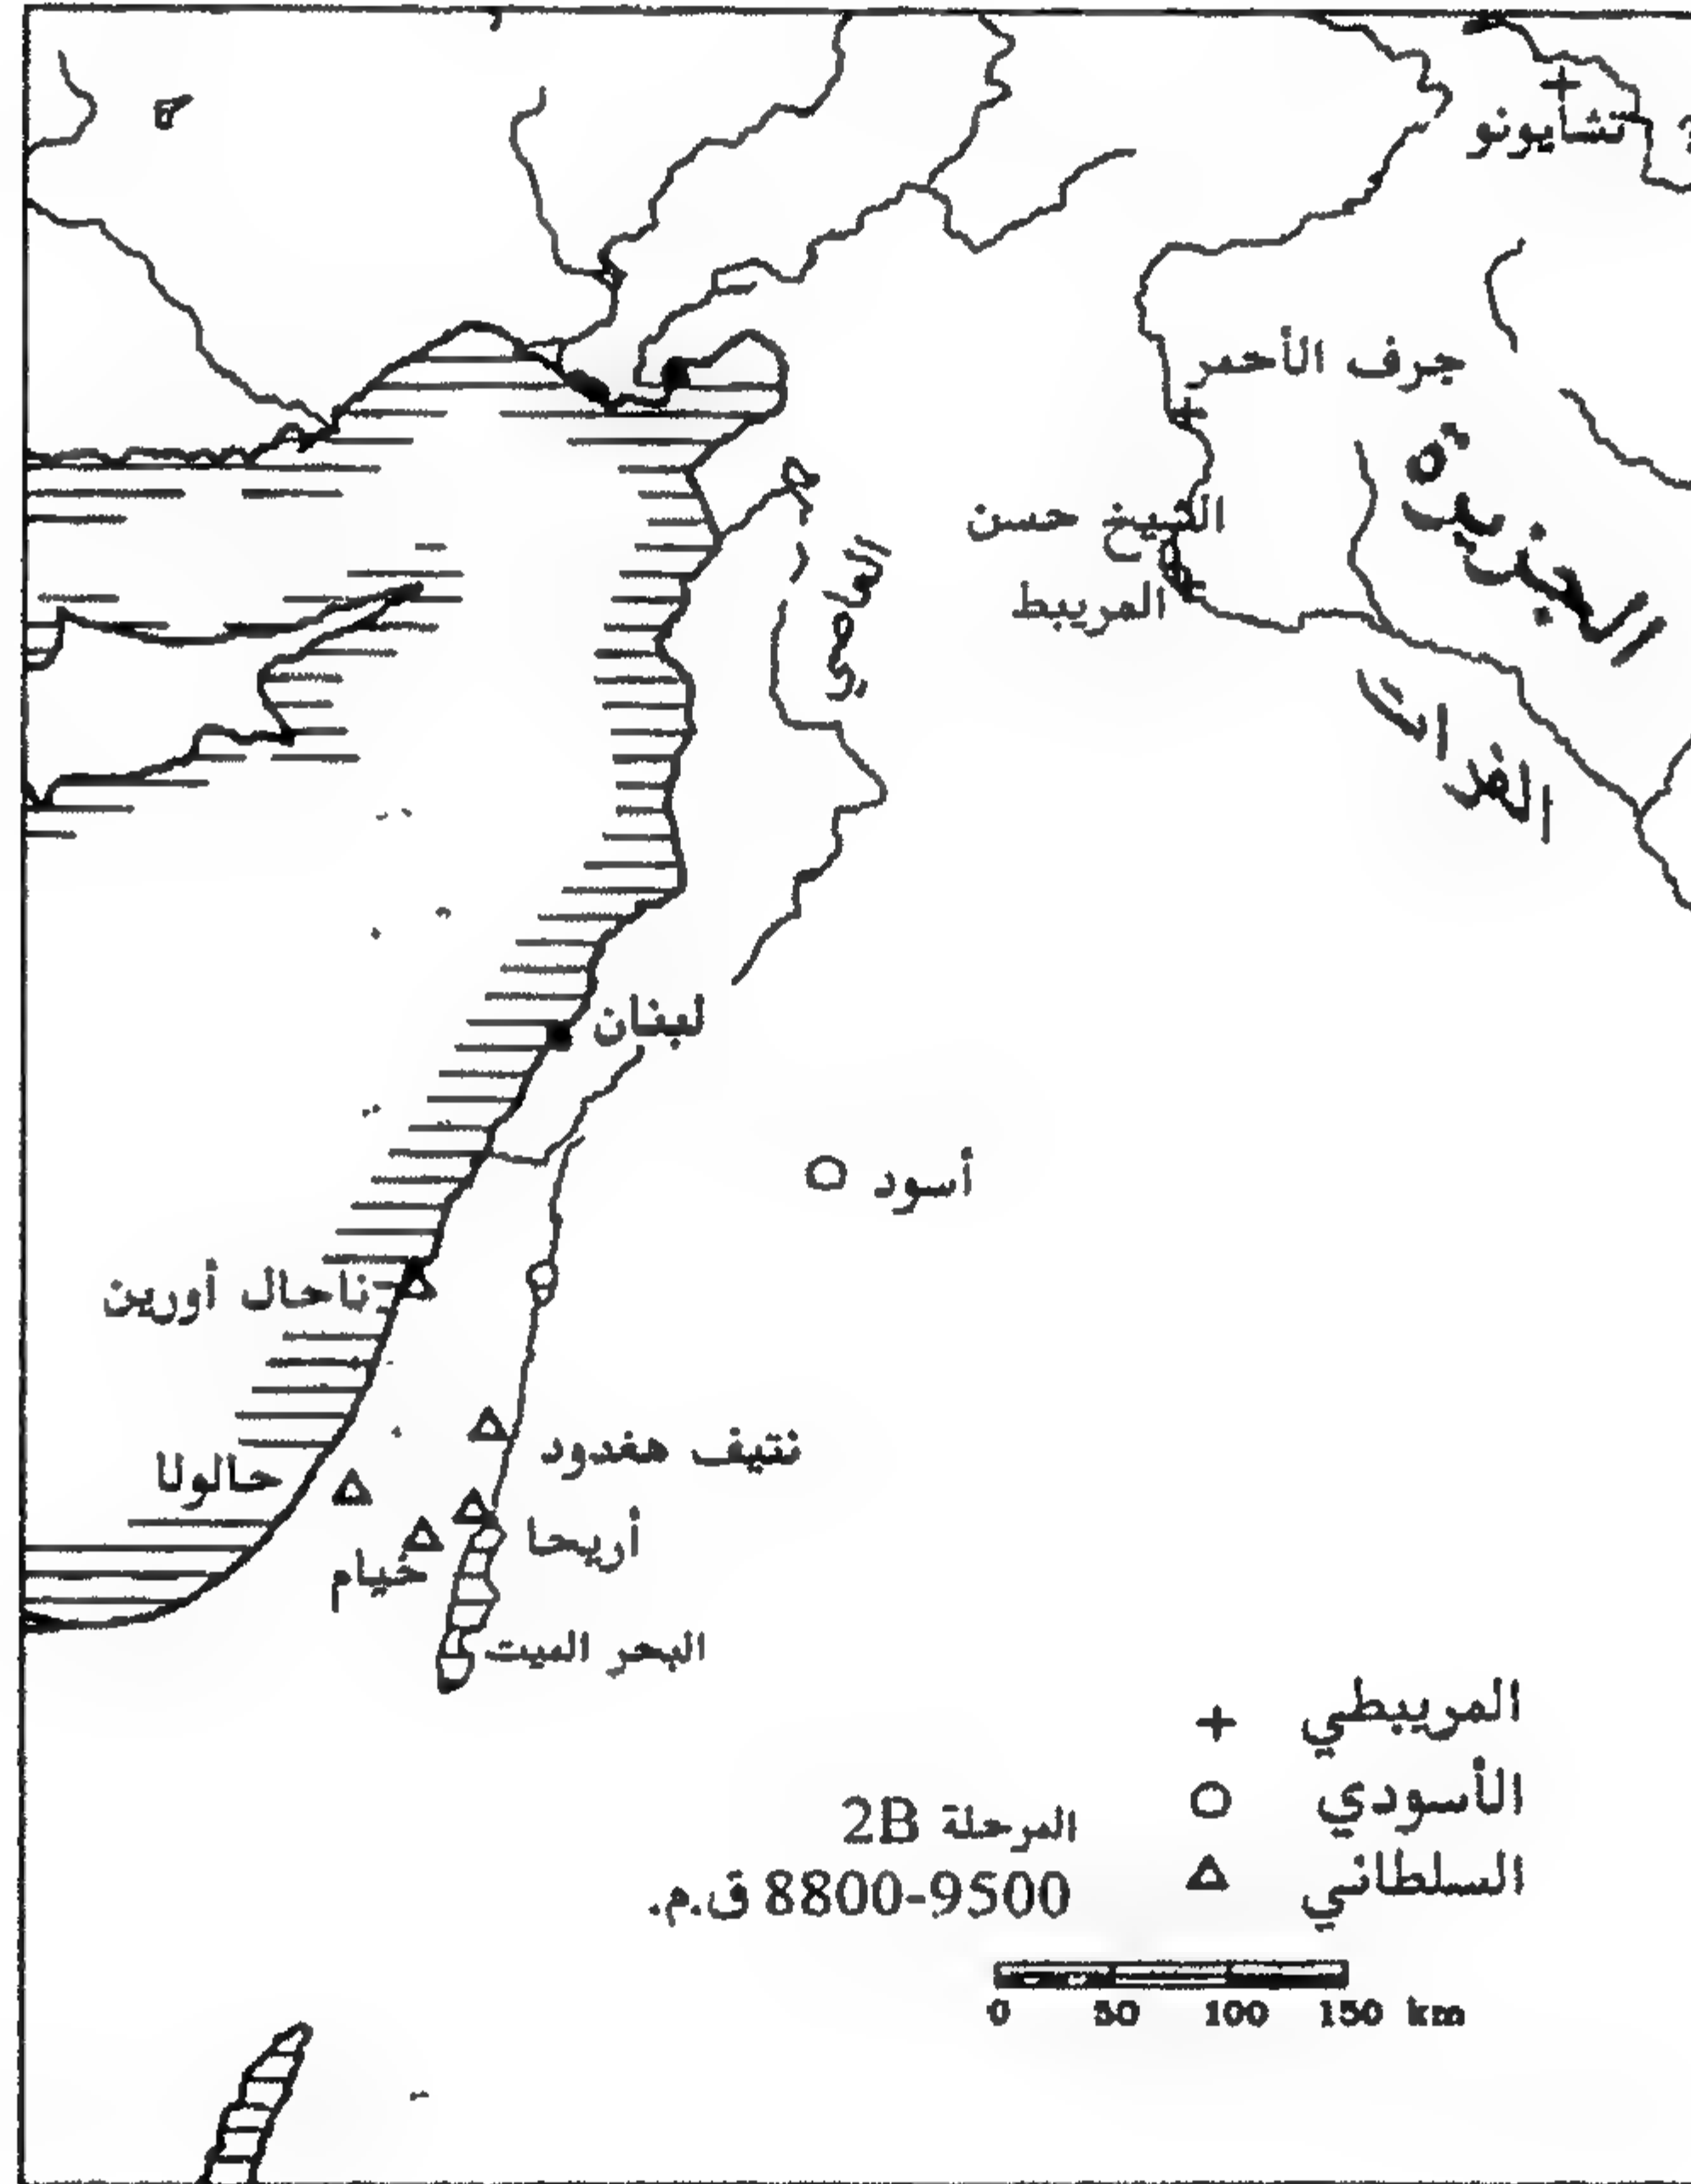 تشايونو
جرف الأحمر
الجزيرة
الشيخ حسن
المريبط
الفرات
لبنان
أسود
ناحال أورين
نتيف هغدود
حالولا
أريحا
خيام
البحر الميت
المريبطي +
الأسودي ○
السلطاني △
المرحلة 2B
8800-9500 ق.م.
0 50 100 150 km